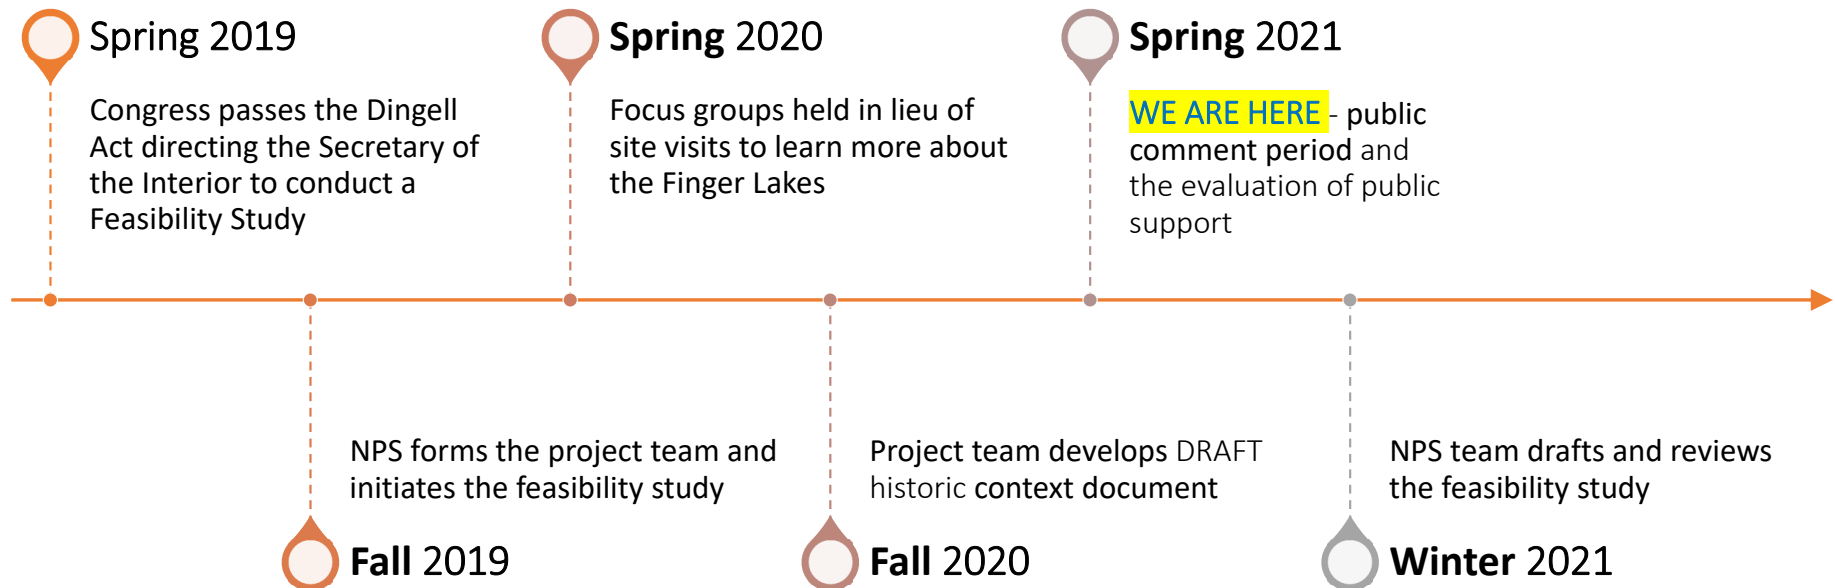 Spring 2019
Congress passes the Dingell
Act directing the Secretary of
the Interior to conduct a
Feasibility Study
Spring 2020
Focus groups held in lieu of
site visits to learn more about
the Finger Lakes
Spring 2021
WE ARE HERE - public
comment period and
the evaluation of public
support
NPS forms the project team and
initiates the feasibility study
Fall 2019
Project team develops DRAFT
historic context document
Fall 2020
NPS team drafts and reviews
the feasibility study
Winter 2021